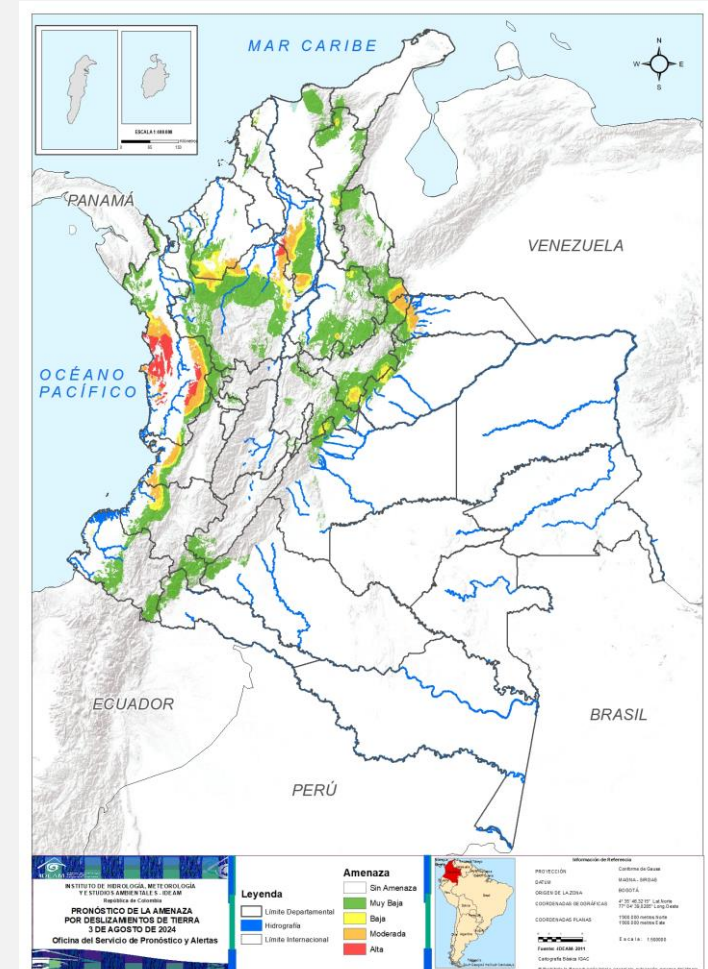 MAR CARIBE
N
W
E
S
PANAMÁ
VENEZUELA
OCÉANO
PACÍFICO
ECUADOR
BRASIL
PERÚ
IDEAM
INSTITUTO DE HIDROLOGÍA, METEOROLOGÍA
Y ESTUDIOS AMBIENTALES - IDEAM
República de Colombia
PRONÓSTICO DE LA AMENAZA
POR DESLIZAMIENTOS DE TIERRA
3 DE AGOSTO DE 2024
Oficina del Servicio de Pronóstico y Alertas
Leyenda
Límite Departamental
Hidrografía
Límite Internacional
Amenaza
Sin Amenaza
Muy Baja
Baja
Moderada
Alta
Información de Referencia
PROYECCIÓN
Conforme de Gauss
DATUM
MAGNA - SIRGAS
ORIGEN DE LA ZONA
BOGOTÁ
COORDENADAS GEOGRÁFICAS
COORDENADAS PLANAS
Fuente: IDEAM 2011
Cartografía Básica IGAC